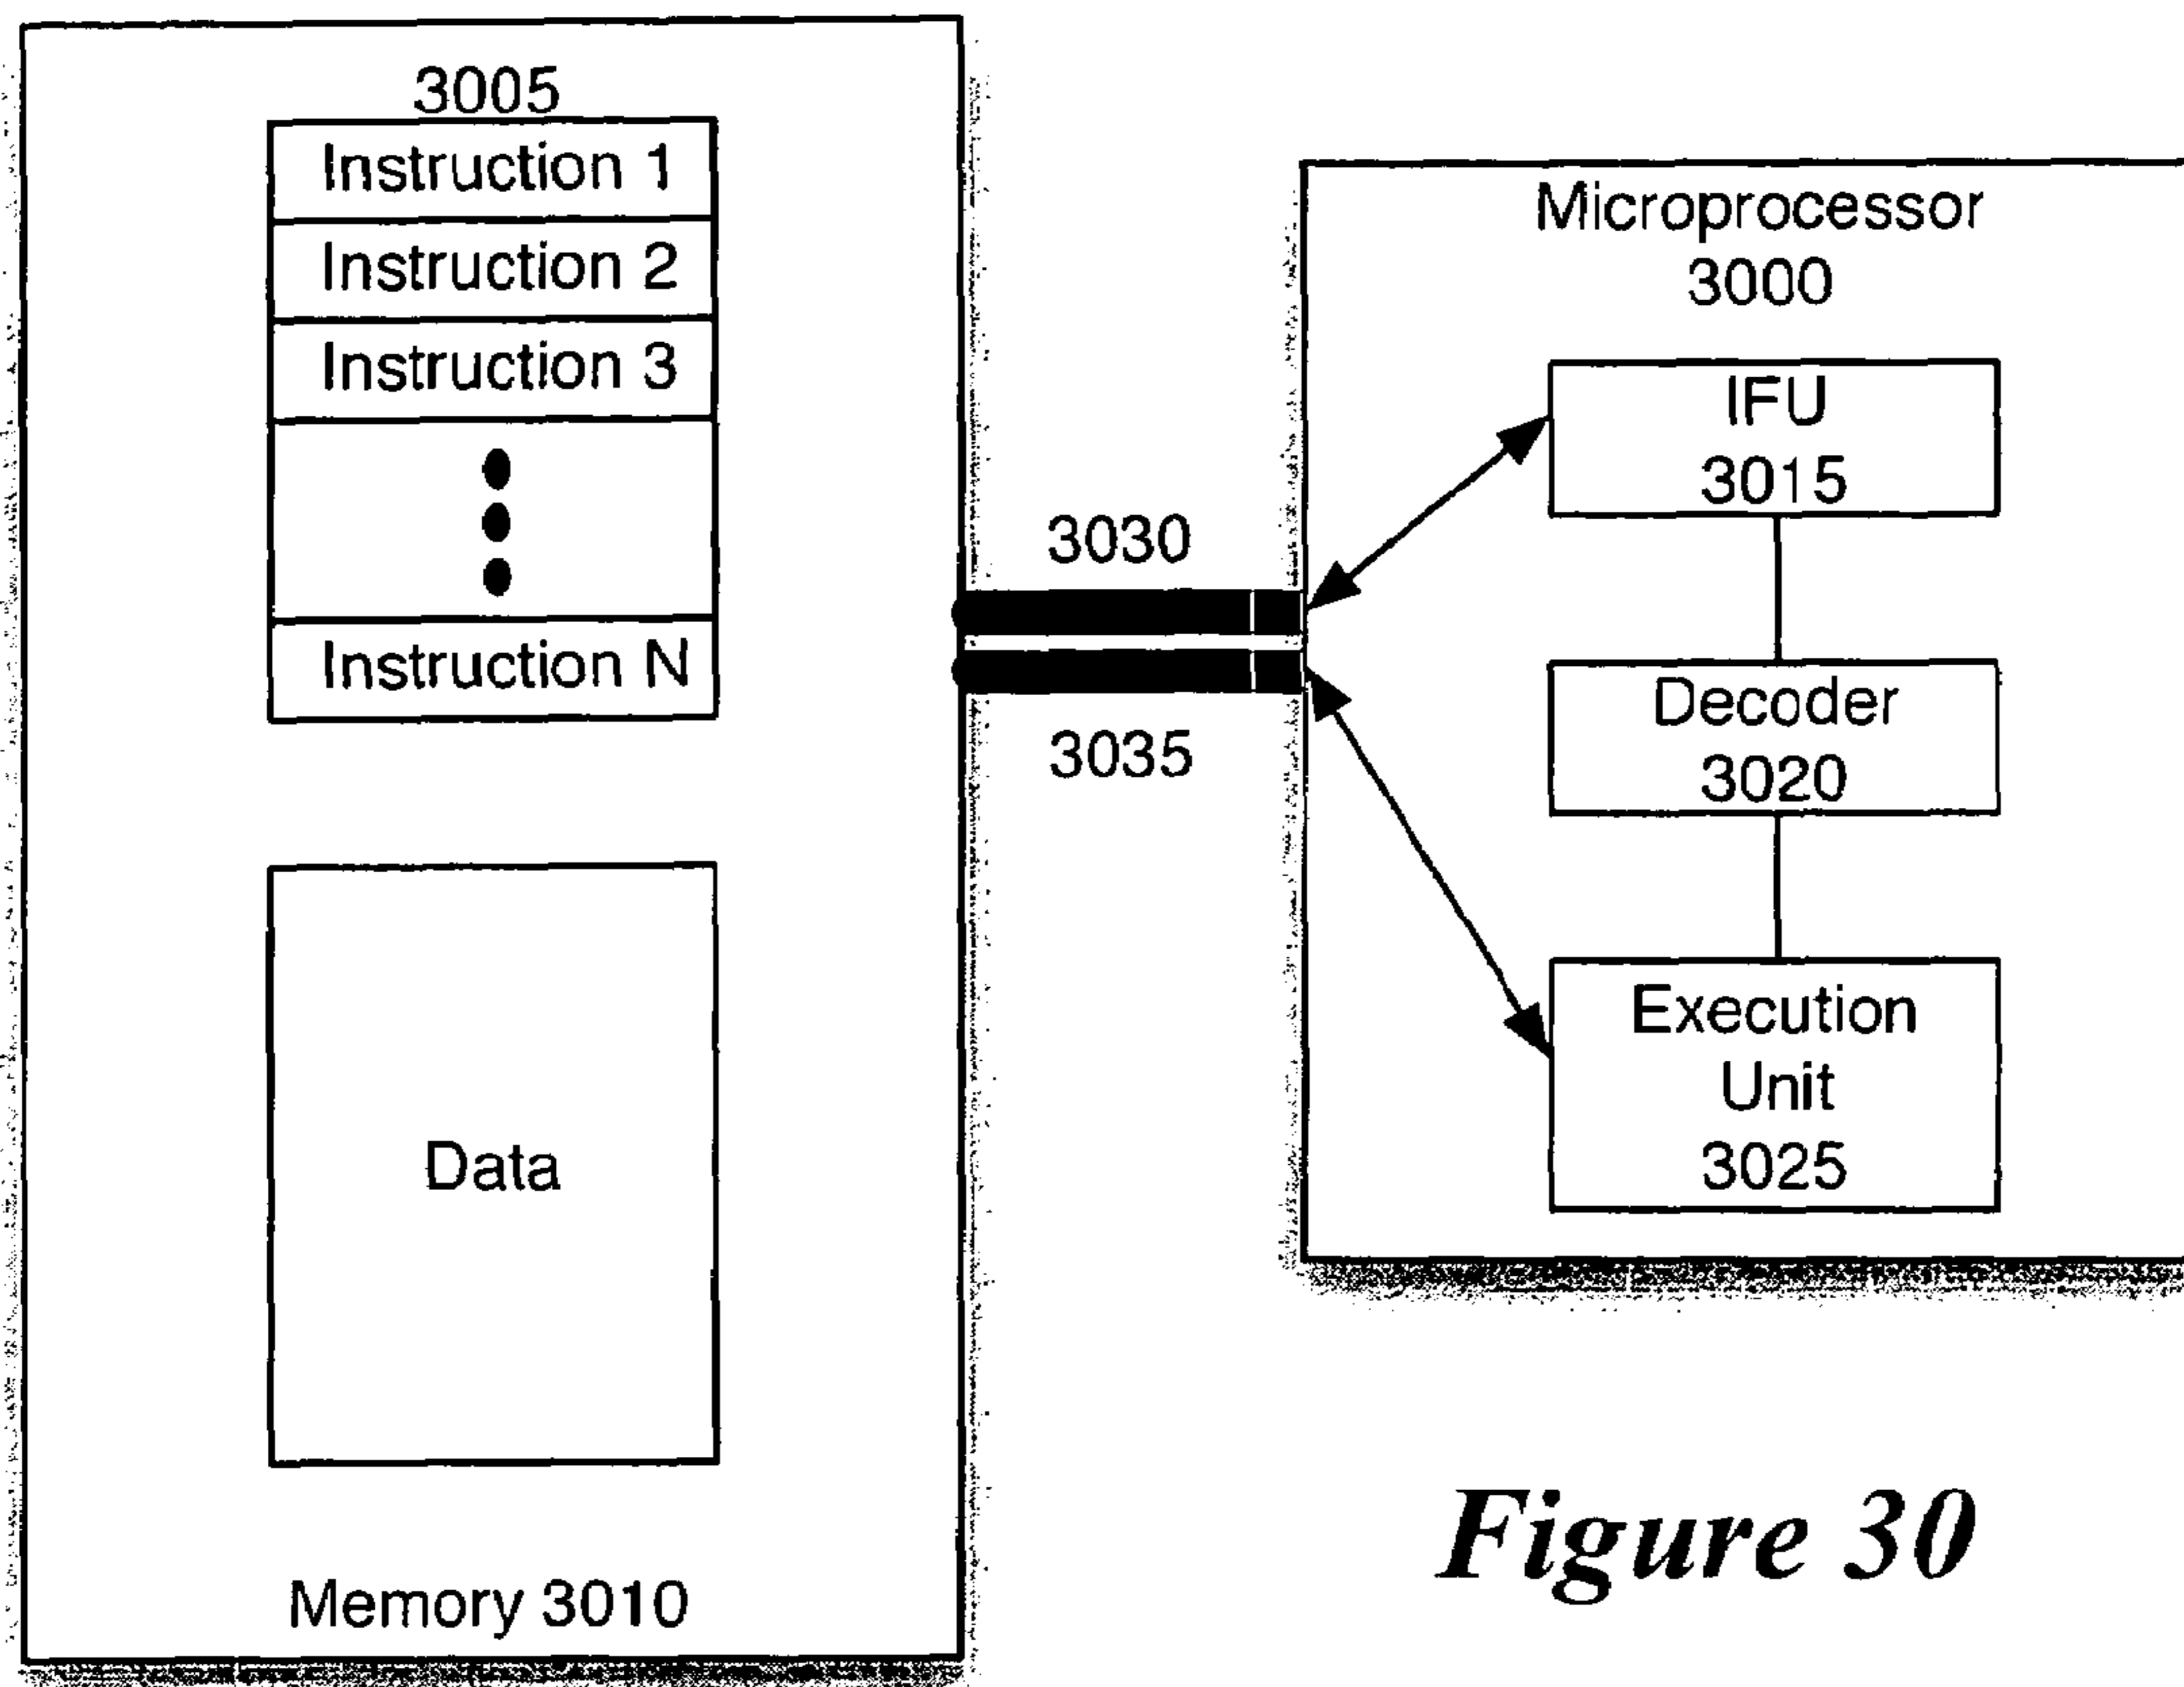 3005
Instruction 1
Instruction 2
Instruction 3
Instruction N
Data
Memory 3010
3030
3035
Microprocessor
3000
IFU
3015
Decoder
3020
Execution
Unit
3025
Figure 30